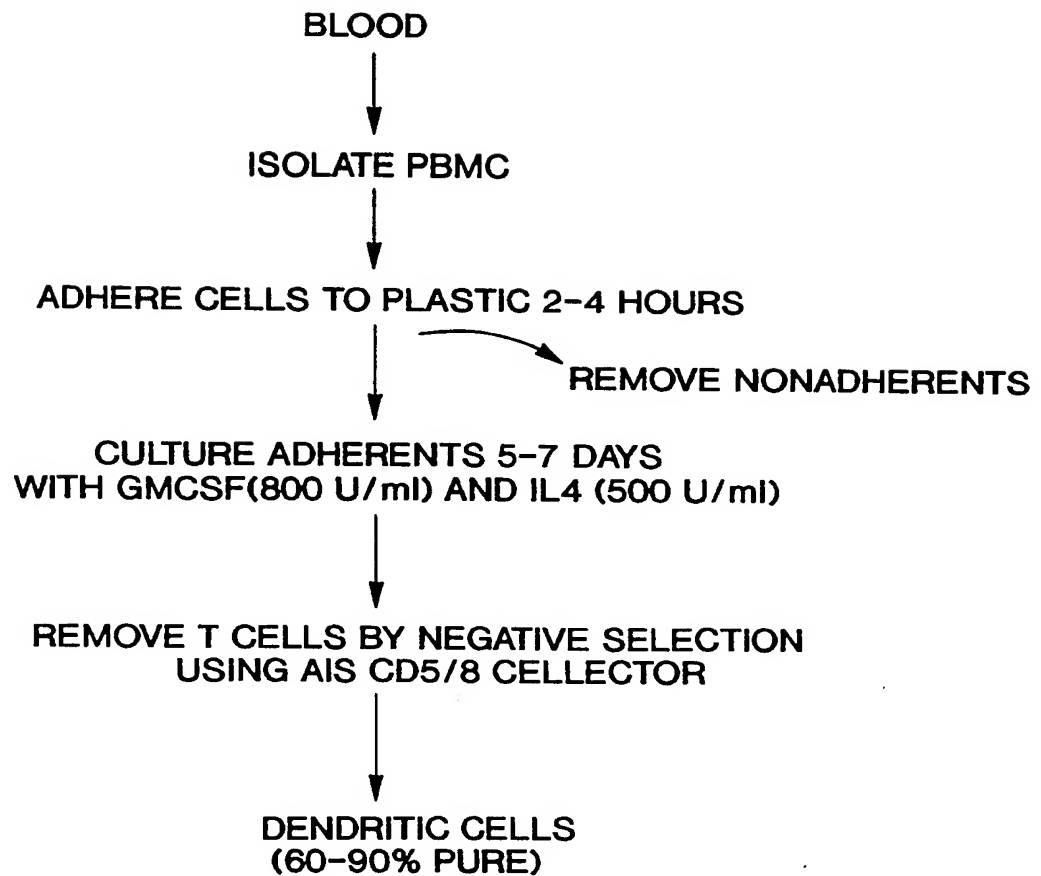 BLOOD
ISOLATE PBMC
ADHERE CELLS TO PLASTIC 2-4 HOURS
REMOVE NONADHERENTS
CULTURE ADHERENTS 5-7 DAYS
WITH GMCSF(800 U/ml) AND IL4 (500 U/ml)
REMOVE T CELLS BY NEGATIVE SELECTION
USING AIS CD5/8 CELLECTOR
DENDRITIC CELLS
(60-90% PURE)